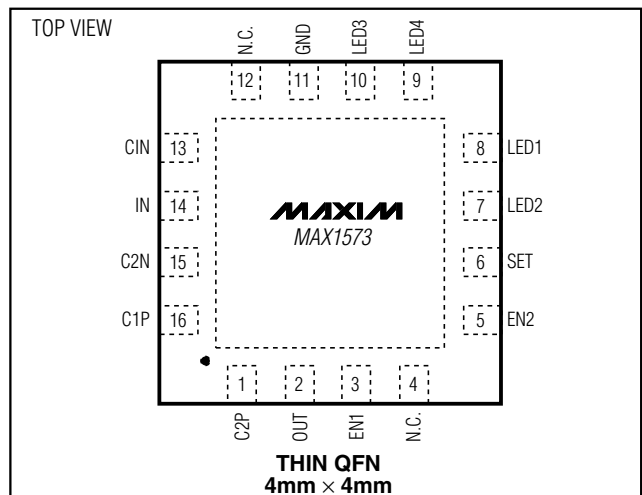 TOP VIEW
N.C.
GND
LED3
LED4
12
11
10
9
CIN 13
8 LED1
IN 14
MAXIM
7 LED2
MAX1573
C2N 15
6 SET
C1P 16
5 EN2
1
2
3
4
C2P
OUT
EN1
N.C.
THIN QFN
4mm × 4mm